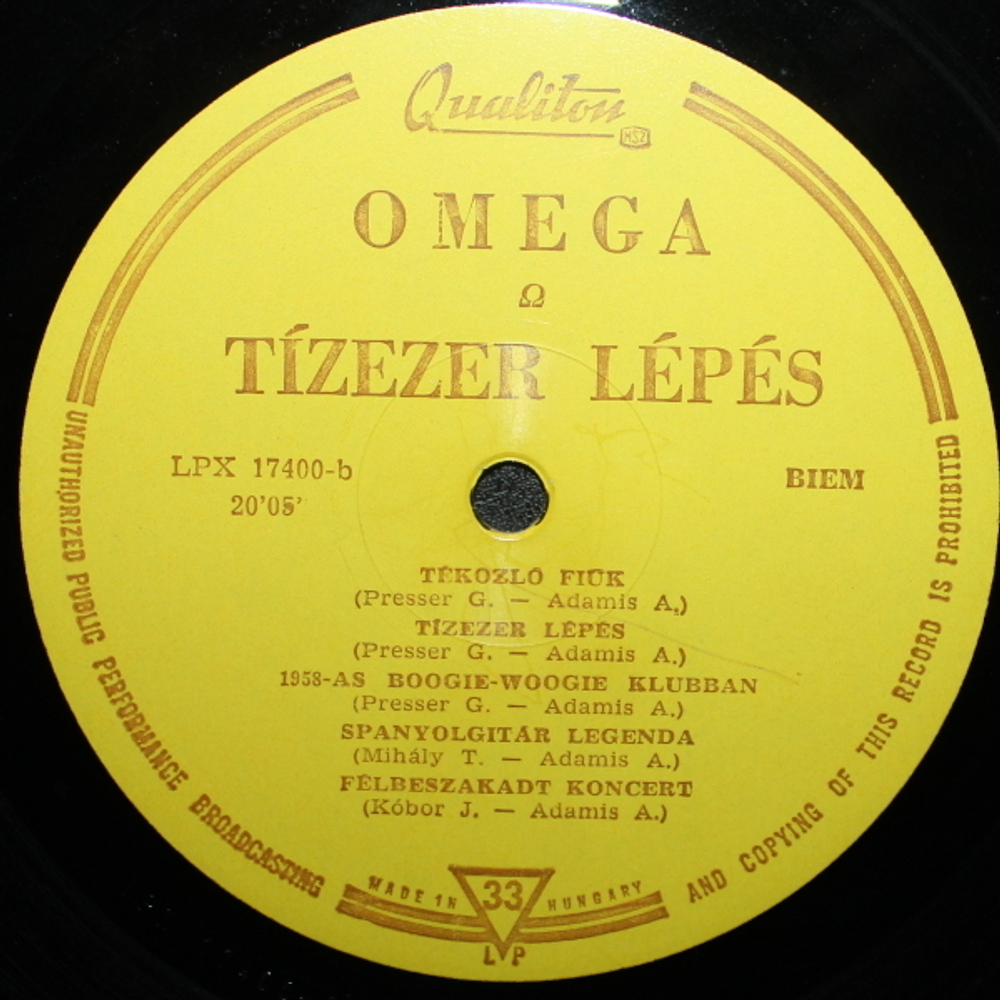 Qualiton
MSZ
OMEGA
Ω
TÍZEZER LÉPÉS
LPX 17400-b
20'05'
BIEM
TÉKOZLÓ FIÚK
(Presser G. — Adamis A.)
TÍZEZER LÉPÉS
(Presser G. — Adamis A.)
1958-AS BOOGIE-WOOGIE KLUBBAN
(Presser G. — Adamis A.)
SPANYOLGITÁR LEGENDA
(Mihály T. — Adamis A.)
FÉLBESZAKADT KONCERT
(Kóbor J. — Adamis A.)
UNAUTHORIZED PUBLIC PERFORMANCE BROADCASTING
AND COPYING OF THIS RECORD IS PROHIBITED
MADE IN HUNGARY
33
LP